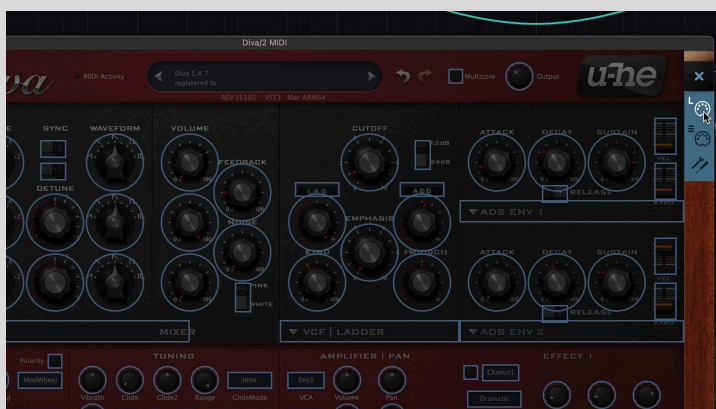 Diva/2 MIDI
iva
MIDI Activity
Diva 1.4.7
registered to
REV 15101 VST3 Mac ARM64
Multicore
Output
u-he
L
SYNC
WAVEFORM
VOLUME
CUTOFF
ATTACK
DECAY
SUSTAIN
12dB
24dB
VEL
FEEDBACK
DETUNE
LAG
ADD
RELEASE
KYBD
ADS ENV 1
NOISE
EMPHASIS
KYBD
FM(OSC1)
ATTACK
DECAY
SUSTAIN
VEL
PINK
WHITE
RELEASE
KYBD
MIXER
VCF | LADDER
ADS ENV 2
TUNING
AMPLIFIER | PAN
EFFECT 1
Polarity
ModWheel
time
Env1
Chorus1
Vibrato
Glide
Glide2
Range
GlideMode
VCA
Volume
Pan
Dramatic